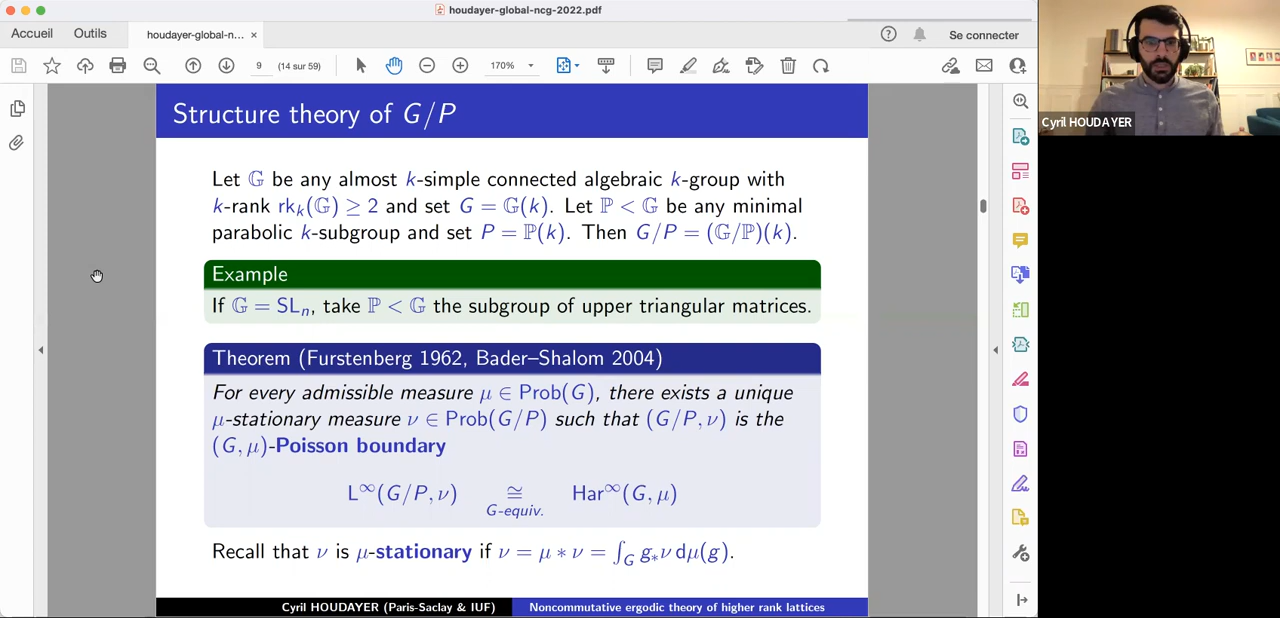 houdayer-global-ncg-2022.pdf
Accueil Outils houdayer-global-n... × Se connecter
9 (14 sur 59) 170%
Structure theory of G/P
Let 𝔾 be any almost k-simple connected algebraic k-group with
k-rank rkₖ(𝔾) ≥ 2 and set G = 𝔾(k). Let ℙ < 𝔾 be any minimal
parabolic k-subgroup and set P = ℙ(k). Then G/P = (𝔾/ℙ)(k).
Example
If 𝔾 = SLₙ, take ℙ < 𝔾 the subgroup of upper triangular matrices.
Theorem (Furstenberg 1962, Bader–Shalom 2004)
For every admissible measure μ ∈ Prob(G), there exists a unique
μ-stationary measure ν ∈ Prob(G/P) such that (G/P, ν) is the
(G, μ)-Poisson boundary
L^∞(G/P, ν) ≅ Har^∞(G, μ)
G-equiv.
Recall that ν is μ-stationary if ν = μ ∗ ν = ∫_G g∗ν dμ(g).
Cyril HOUDAYER (Paris-Saclay & IUF) Noncommutative ergodic theory of higher rank lattices
Cyril HOUDAYER